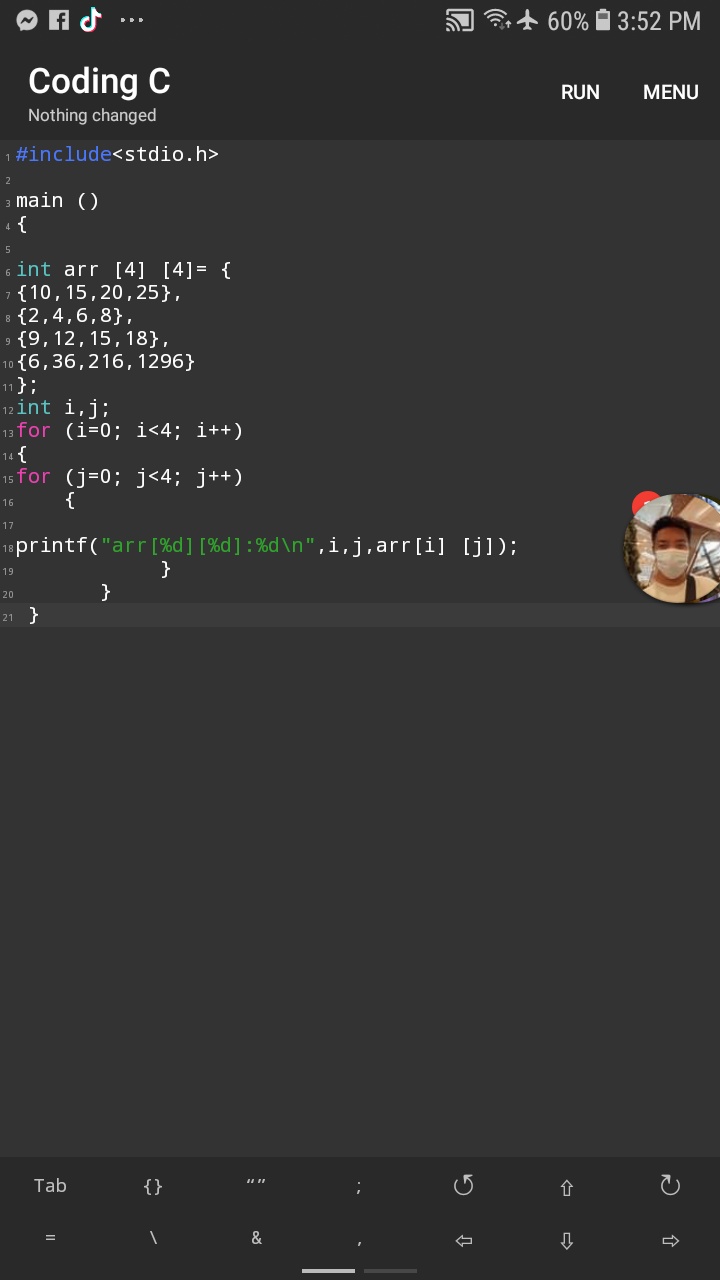 60% 3:52 PM
Coding C
RUN MENU
Nothing changed
1 #include<stdio.h>
2
3 main ()
4 {
5
6 int arr [4] [4]= {
7 {10,15,20,25},
8 {2,4,6,8},
9 {9,12,15,18},
10 {6,36,216,1296}
11 };
12 int i,j;
13 for (i=0; i<4; i++)
14 {
15 for (j=0; j<4; j++)
16 {
17
18 printf("arr[%d][%d]:%d\n",i,j,arr[i] [j]);
19 }
20 }
21 }
Tab {} “” ;
= \ & ,